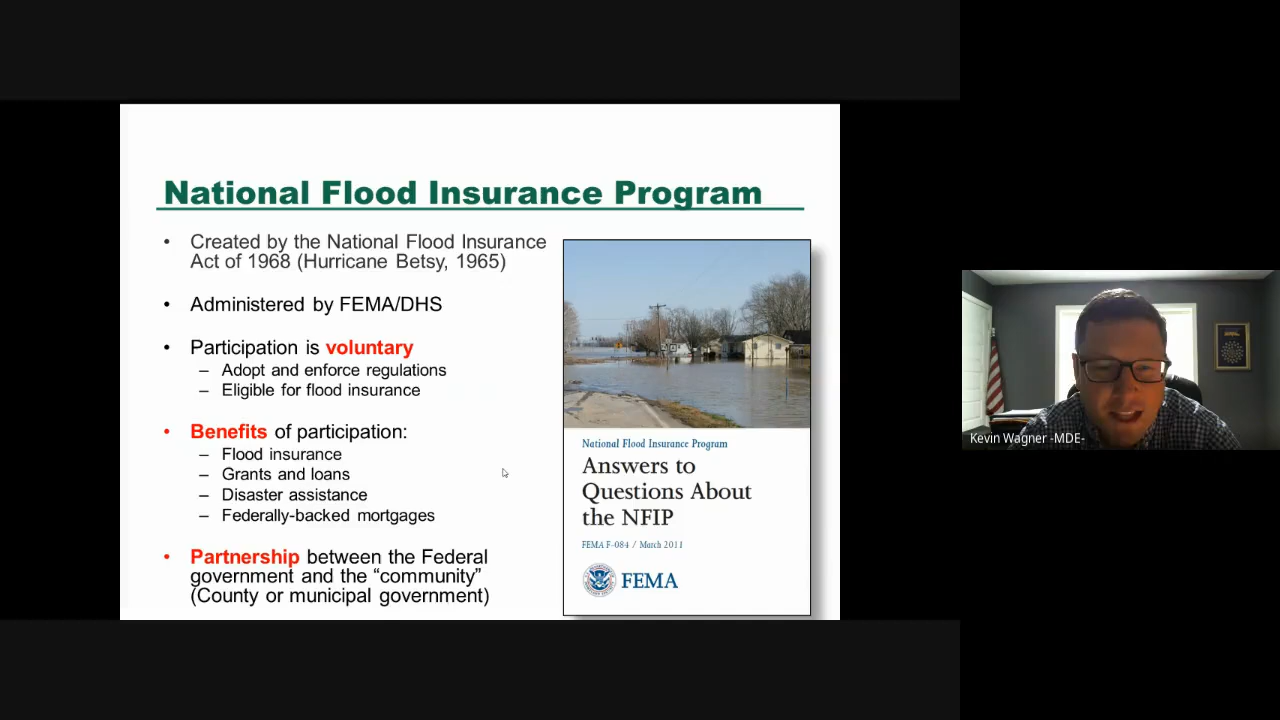 National Flood Insurance Program
• Created by the National Flood Insurance
Act of 1968 (Hurricane Betsy, 1965)
• Administered by FEMA/DHS
• Participation is voluntary
– Adopt and enforce regulations
– Eligible for flood insurance
• Benefits of participation:
– Flood insurance
– Grants and loans
– Disaster assistance
– Federally-backed mortgages
• Partnership between the Federal
government and the “community”
(County or municipal government)
National Flood Insurance Program
Answers to
Questions About
the NFIP
FEMA F-084 / March 2011
FEMA
Kevin Wagner -MDE-